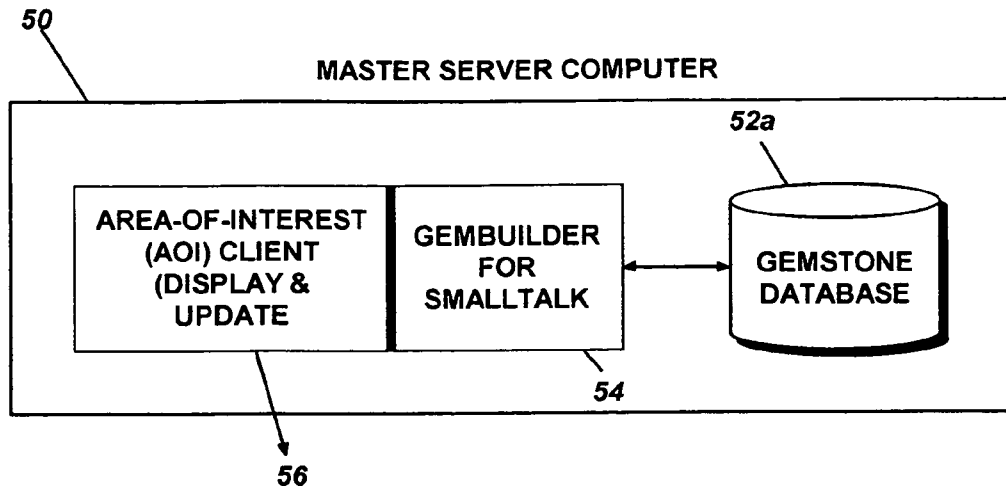 50
MASTER SERVER COMPUTER
52a
AREA-OF-INTEREST
(AOI) CLIENT
(DISPLAY &
UPDATE
GEMBUILDER
FOR
SMALLTALK
GEMSTONE
DATABASE
54
56